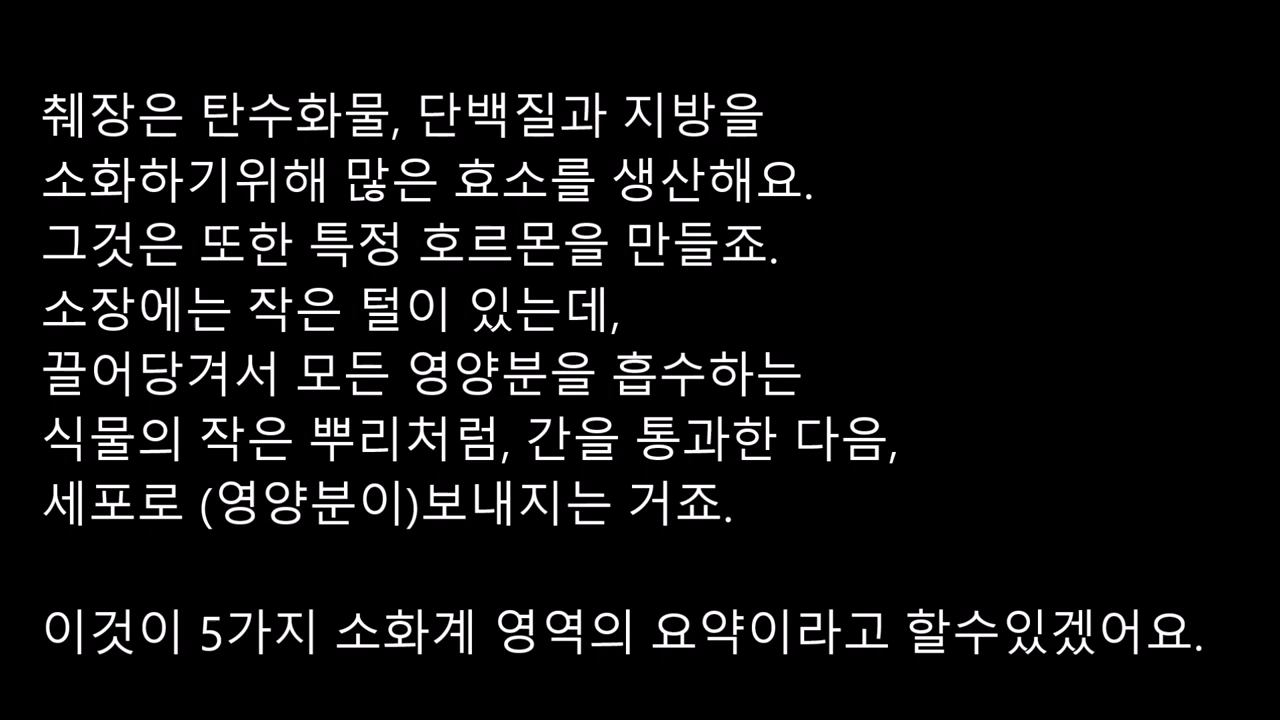 췌장은 탄수화물, 단백질과 지방을
소화하기위해 많은 효소를 생산해요.
그것은 또한 특정 호르몬을 만들죠.
소장에는 작은 털이 있는데,
끌어당겨서 모든 영양분을 흡수하는
식물의 작은 뿌리처럼, 간을 통과한 다음,
세포로 (영양분이)보내지는 거죠.
이것이 5가지 소화계 영역의 요약이라고 할수있겠어요.